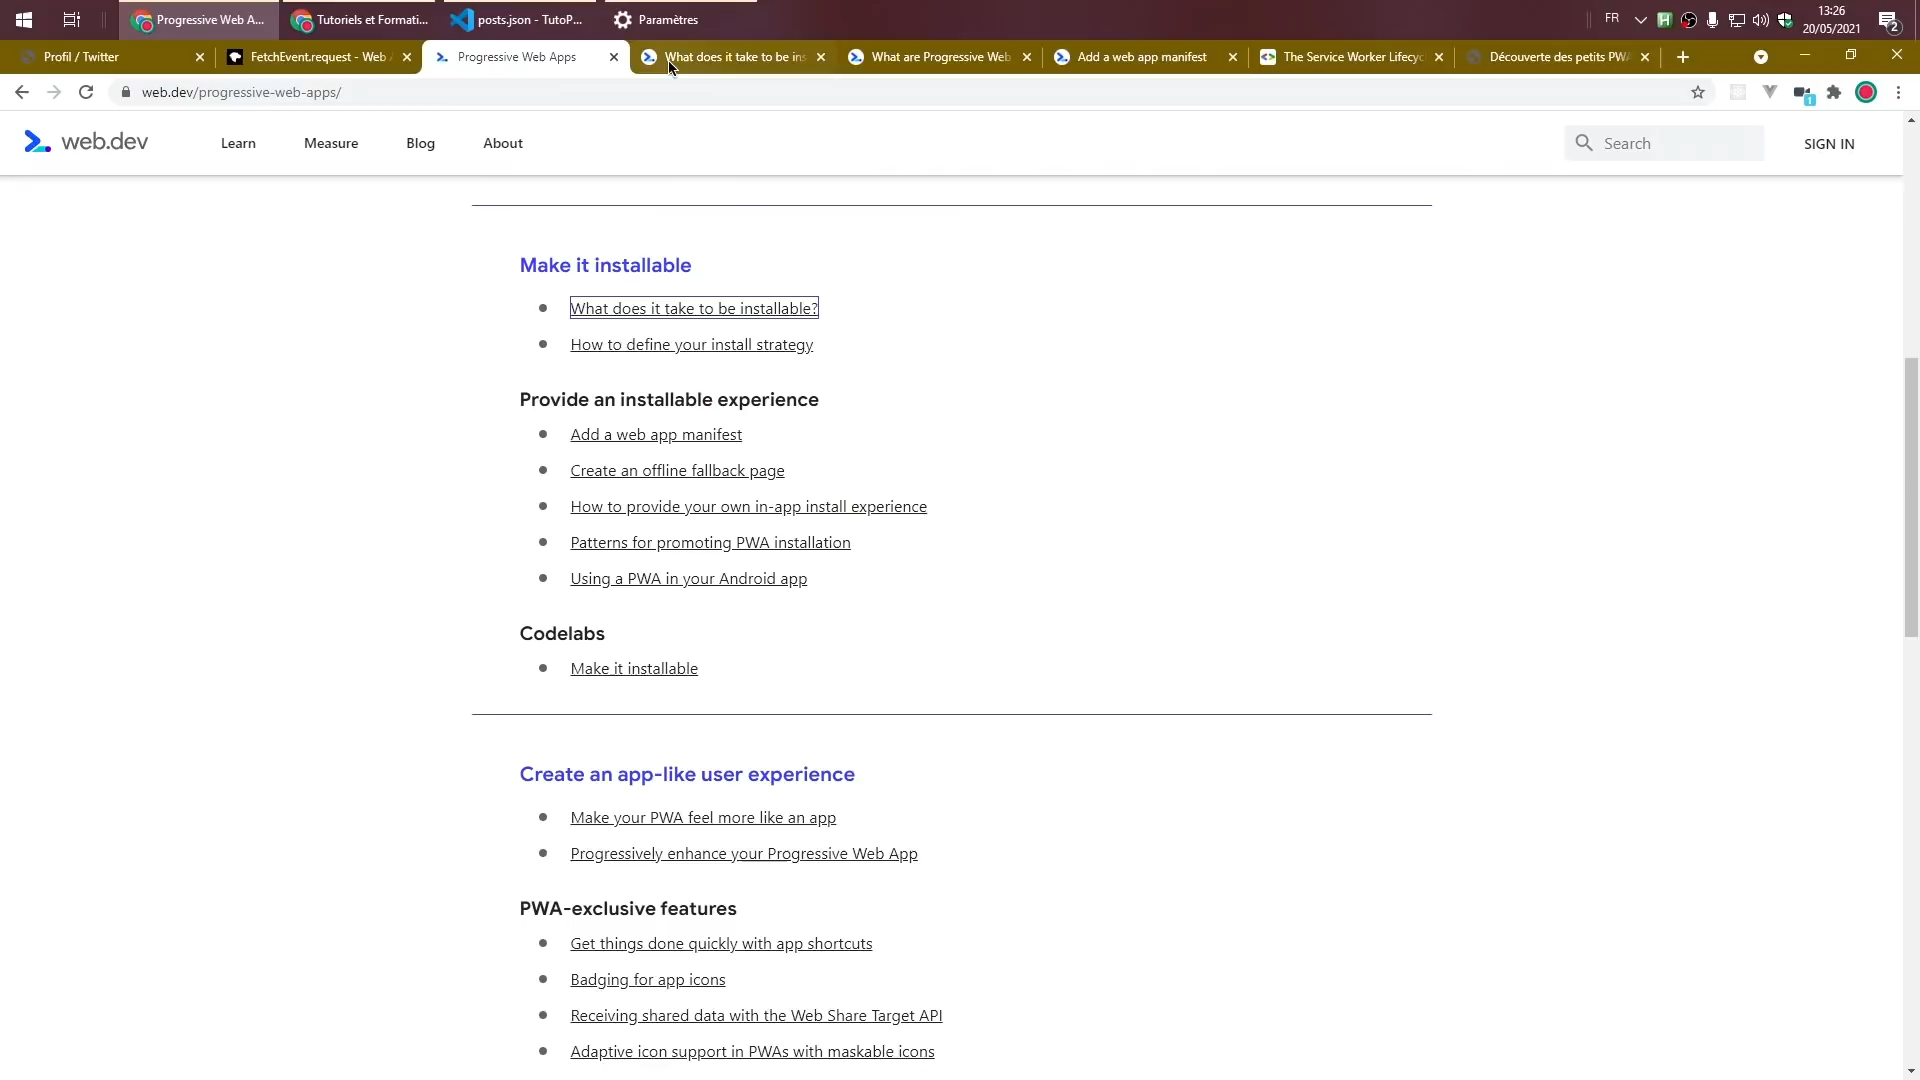 Progressive Web A...
Tutoriels et Formati...
posts.json - TutoP...
Paramètres
FR
13:26
20/05/2021
2
Profil / Twitter
FetchEvent.request - Web
Progressive Web Apps
What does it take to be ins
What are Progressive Web
Add a web app manifest
The Service Worker Lifecyc
Découverte des petits PWA
web.dev/progressive-web-apps/
1
web.dev
Learn
Measure
Blog
About
Search
SIGN IN
Make it installable
What does it take to be installable?
How to define your install strategy
Provide an installable experience
Add a web app manifest
Create an offline fallback page
How to provide your own in-app install experience
Patterns for promoting PWA installation
Using a PWA in your Android app
Codelabs
Make it installable
Create an app-like user experience
Make your PWA feel more like an app
Progressively enhance your Progressive Web App
PWA-exclusive features
Get things done quickly with app shortcuts
Badging for app icons
Receiving shared data with the Web Share Target API
Adaptive icon support in PWAs with maskable icons